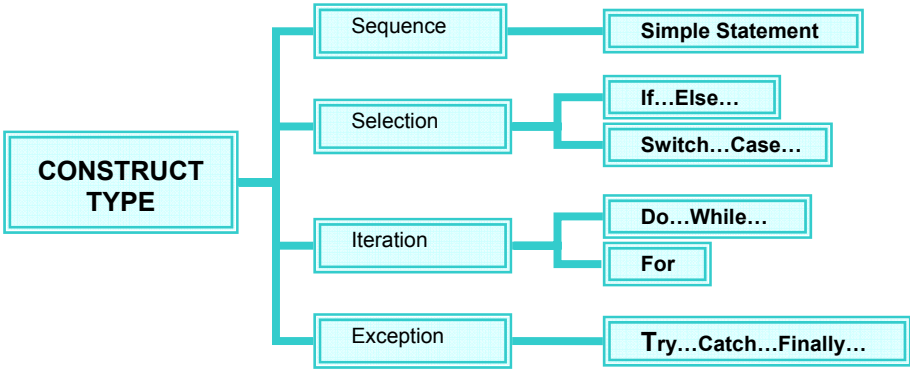 CONSTRUCT
TYPE
Sequence
Simple Statement
Selection
If…Else…
Switch…Case…
Iteration
Do…While…
For
Exception
Try…Catch…Finally…